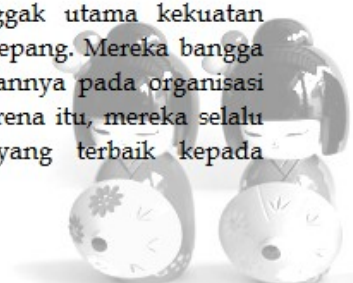 ggak utama kekuatan
epang. Mereka bangga
annya pada organisasi
rena itu, mereka selalu
yang terbaik kepada